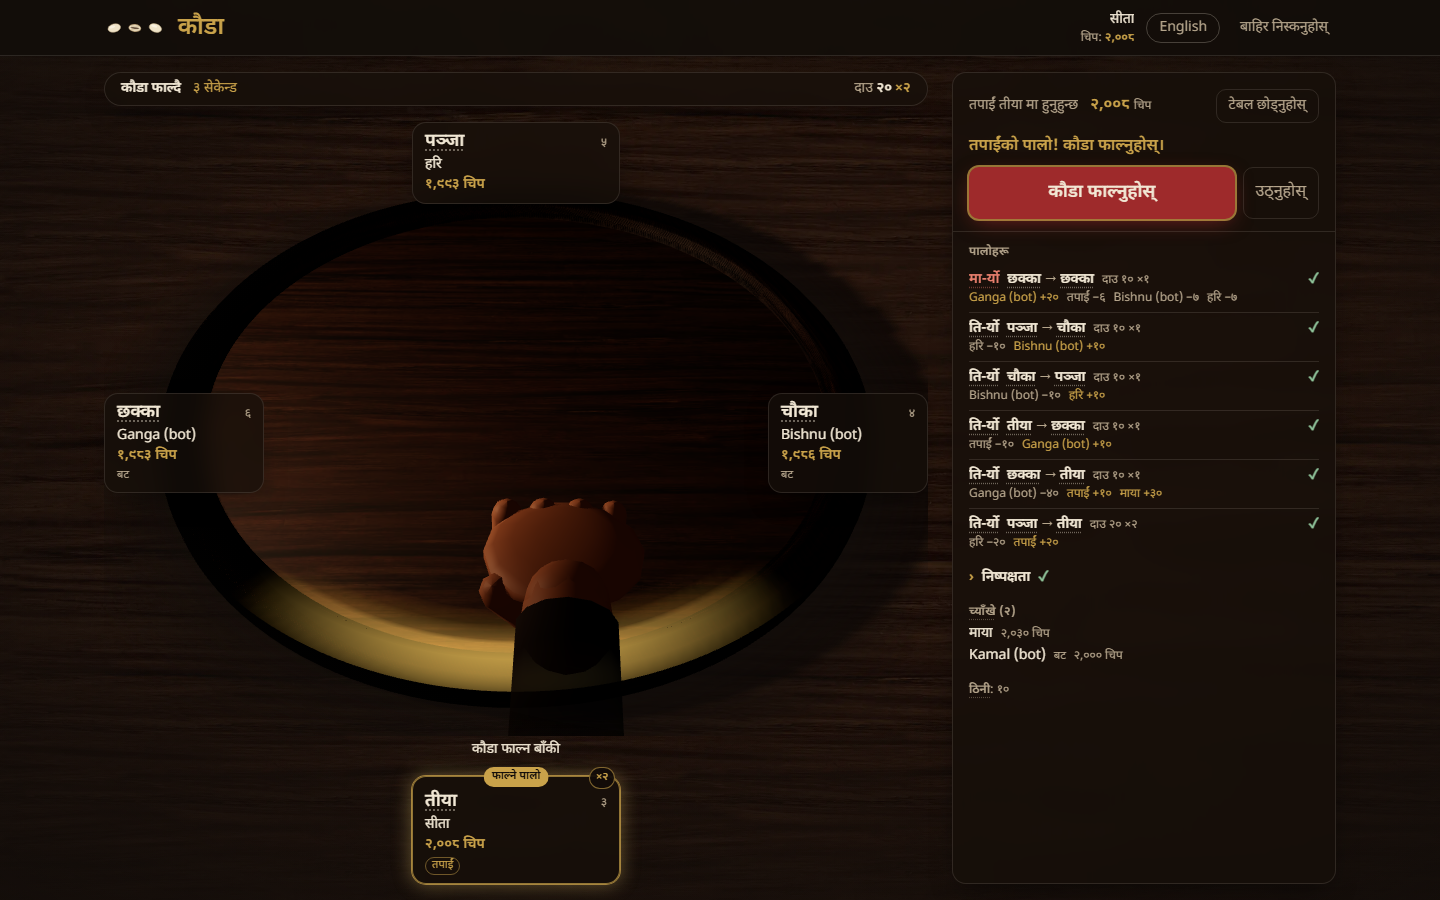 कौडा
सीता
चिप: २,००८
English
बाहिर निस्कनुहोस्
कौडा फाल्दै ३ सेकेन्ड
दाउ २० ×२
पञ्जा ५
हरि
१,९९३ चिप
छक्का ६
Ganga (bot)
१,९८३ चिप
बट
चौका ४
Bishnu (bot)
१,९८६ चिप
बट
कौडा फाल्न बाँकी
फाल्ने पालो
×२
तीया ३
सीता
२,००८ चिप
तपाईं
तपाईं तीया मा हुनुहुन्छ २,००८ चिप
टेबल छोड्नुहोस्
तपाईंको पालो! कौडा फाल्नुहोस्।
कौडा फाल्नुहोस्
उठ्नुहोस्
पालोहरू
मा-र्यो छक्का → छक्का दाउ १० ×१ ✓
Ganga (bot) +२० तपाईं −६ Bishnu (bot) −७ हरि −७
ति-र्यो पञ्जा → चौका दाउ १० ×१ ✓
हरि −१० Bishnu (bot) +१०
ति-र्यो चौका → पञ्जा दाउ १० ×१ ✓
Bishnu (bot) −१० हरि +१०
ति-र्यो तीया → छक्का दाउ १० ×१ ✓
तपाईं −१० Ganga (bot) +१०
ति-र्यो छक्का → तीया दाउ १० ×१ ✓
Ganga (bot) −४० तपाईं +१० माया +३०
ति-र्यो पञ्जा → तीया दाउ २० ×२ ✓
हरि −२० तपाईं +२०
› निष्पक्षता ✓
च्याँखे (२)
माया २,०३० चिप
Kamal (bot) बट २,००० चिप
ठिनी: १०